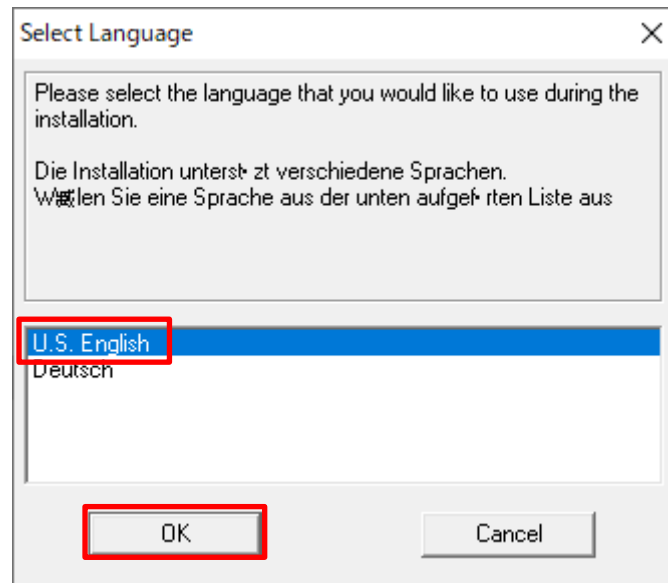 Select Language
Please select the language that you would like to use during the
installation.
Die Installation verschiedene Sprachen.
Sie eine Sprache aus der unten Liste aus
U.S. English
Deutsch
OK
Cancel